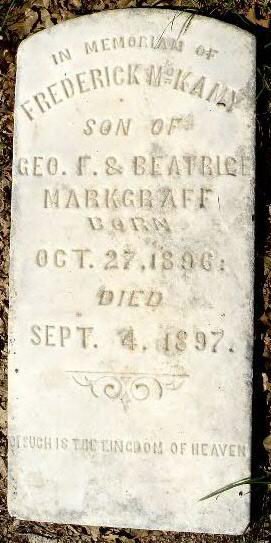 IN MEMORIAM OF
FREDERICK McKANY
SON OF
GEO. F. & BEATRICE
MARKGRAFF
BORN
OCT. 27, 1896:
DIED
SEPT. 4. 1897.
OF SUCH IS THE KINGDOM OF HEAVEN